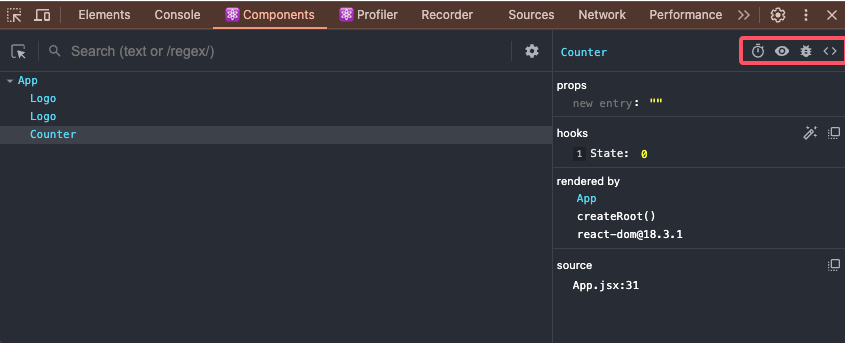 Elements Console Components Profiler Recorder Sources Network Performance
Search (text or /regex/)
Counter
App
Logo
Logo
Counter
props
new entry: ""
hooks
1 State: 0
rendered by
App
createRoot()
react-dom@18.3.1
source
App.jsx:31